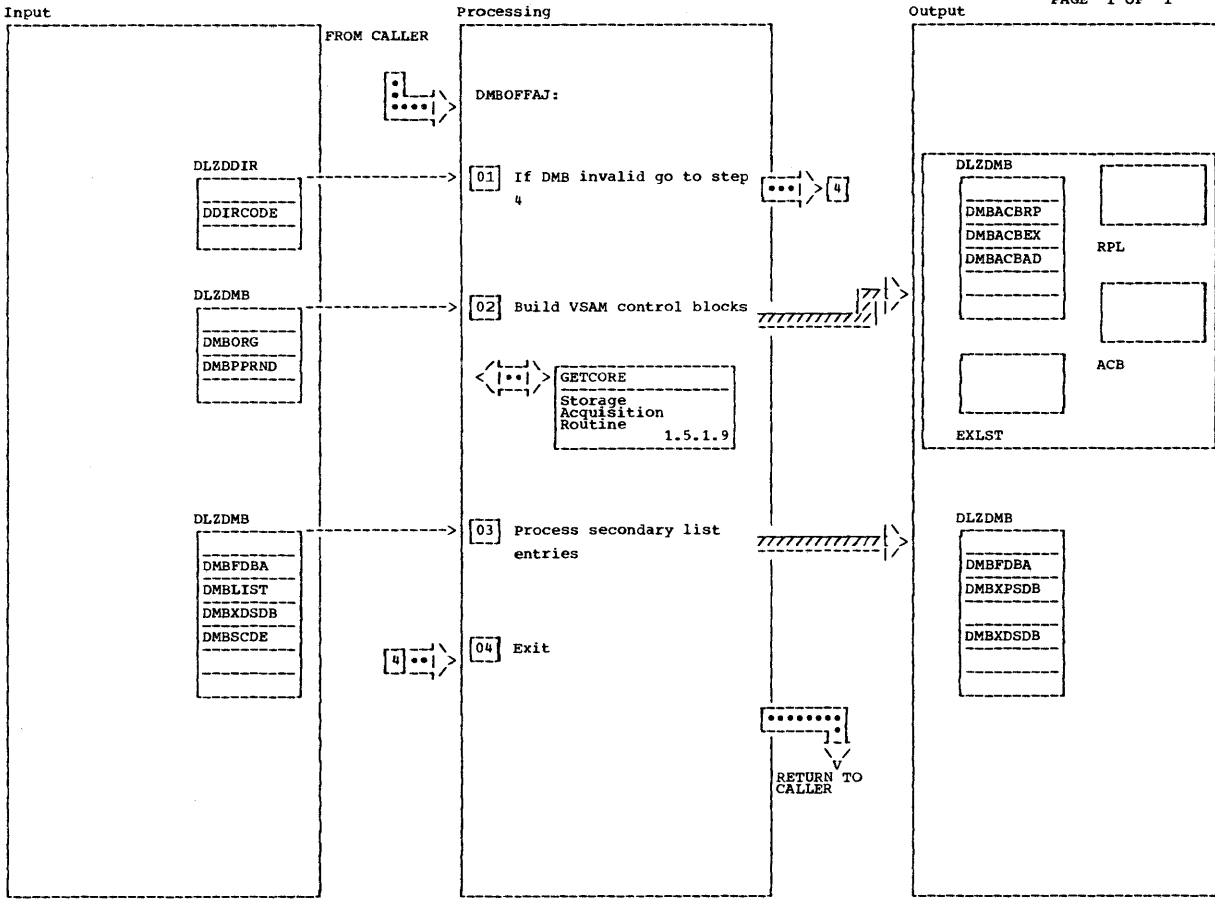 PAGE 1 OF 1
Input
Processing
Output
FROM CALLER
DMBOFFAJ:
DLZDDIR
DDIRCODE
01 If DMB invalid go to step
4
4
DLZDMB
DMBACBRP
DMBACBEX
DMBACBAD
RPL
ACB
EXLST
DLZDMB
DMBORG
DMBPPRND
02 Build VSAM control blocks
GETCORE
Storage
Acquisition
Routine
1.5.1.9
DLZDMB
DMBFDBA
DMBLIST
DMBXDSDB
DMBSCDE
03 Process secondary list
entries
DLZDMB
DMBFDBA
DMBXPSDB
DMBXDSDB
4
04 Exit
RETURN TO
CALLER